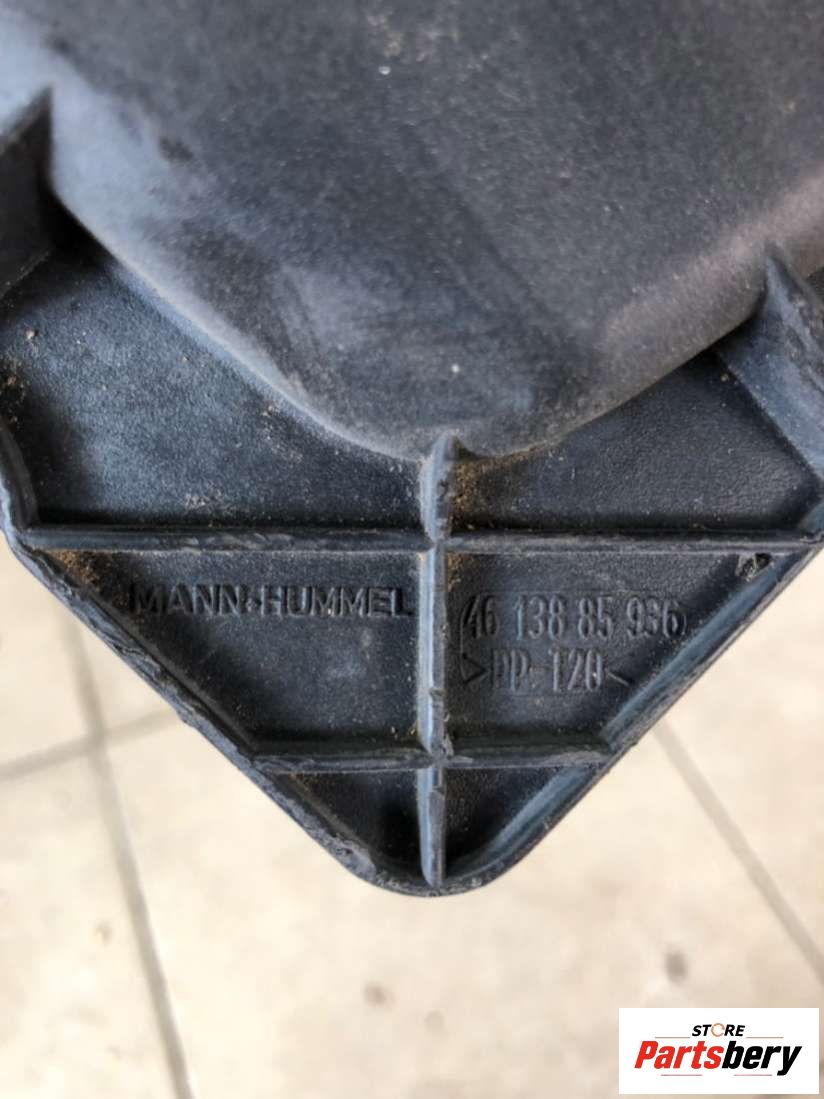 MANN+HUMMEL
46 138 85 936
>PP-T20<
STORE
Partsbery